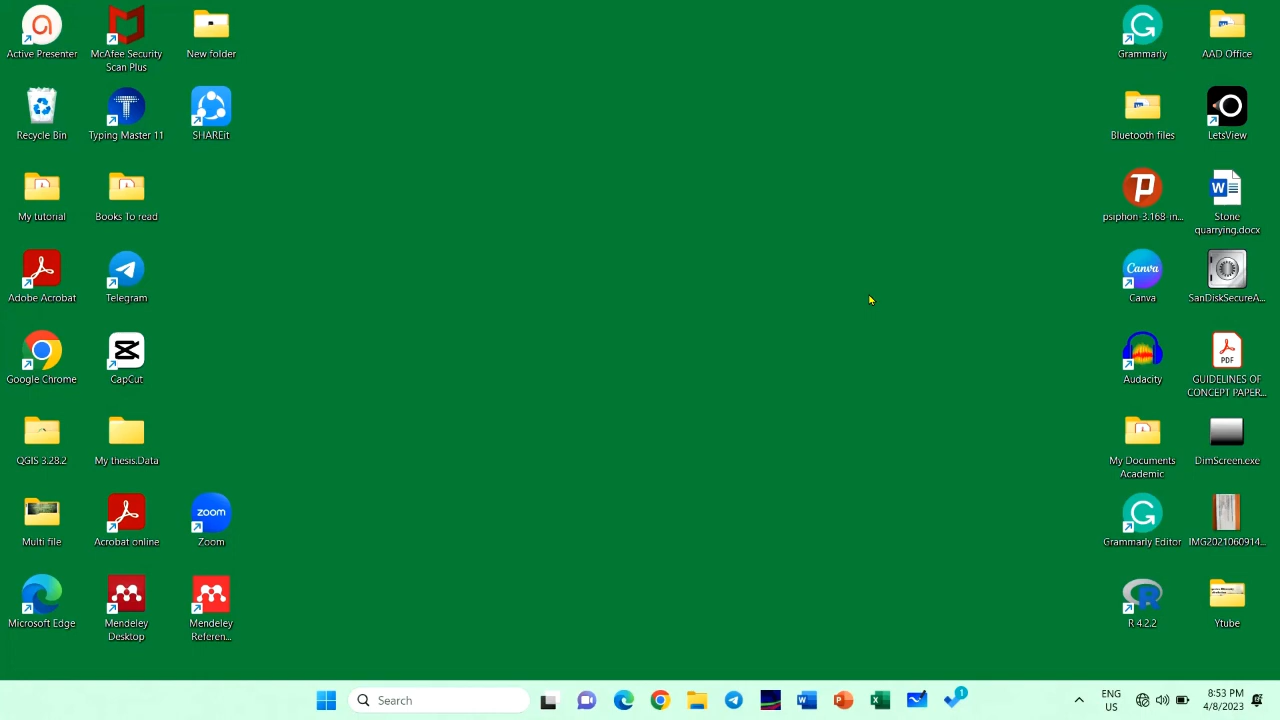 Active Presenter
McAfee Security
Scan Plus
New folder
Recycle Bin
Typing Master 11
SHAREit
My tutorial
Books To read
Adobe Acrobat
Telegram
Google Chrome
CapCut
QGIS 3.28.2
My thesis.Data
Multi file
Acrobat online
zoom
Zoom
Microsoft Edge
Mendeley
Desktop
Mendeley
Referen...
Grammarly
AAD Office
Bluetooth files
LetsView
psiphon-3.168-in...
Stone
quarrying.docx
Canva
Canva
SanDiskSecureA...
Audacity
PDF
GUIDELINES OF
CONCEPT PAPER...
My Documents
Academic
DimScreen.exe
Grammarly Editor
IMG2021060914...
R 4.2.2
Ytube
Search
1
ENG
US
8:53 PM
4/8/2023